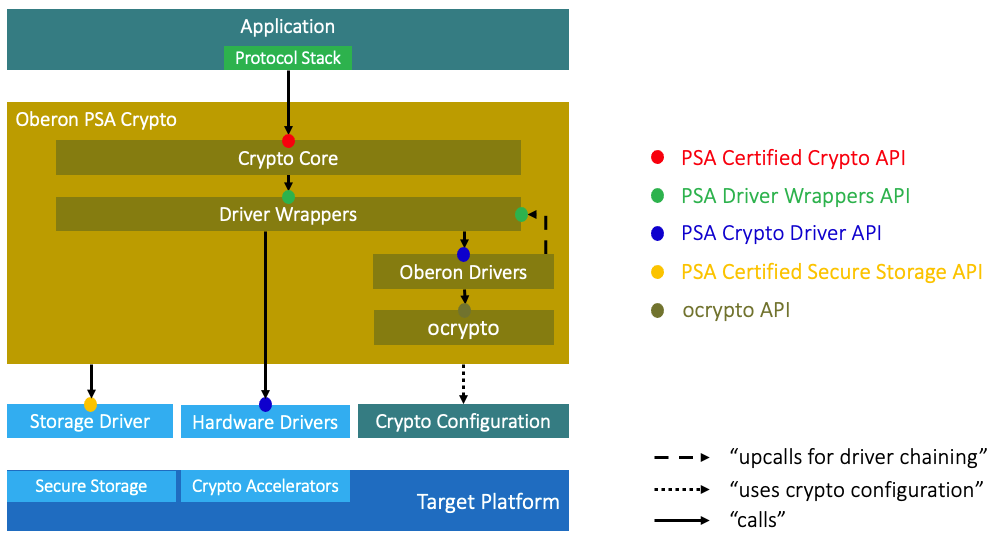 Application
Protocol Stack
Oberon PSA Crypto
Crypto Core
Driver Wrappers
Oberon Drivers
ocrypto
Storage Driver
Hardware Drivers
Crypto Configuration
Secure Storage
Crypto Accelerators
Target Platform
PSA Certified Crypto API
PSA Driver Wrappers API
PSA Crypto Driver API
PSA Certified Secure Storage API
ocrypto API
“upcalls for driver chaining”
“uses crypto configuration”
“calls”